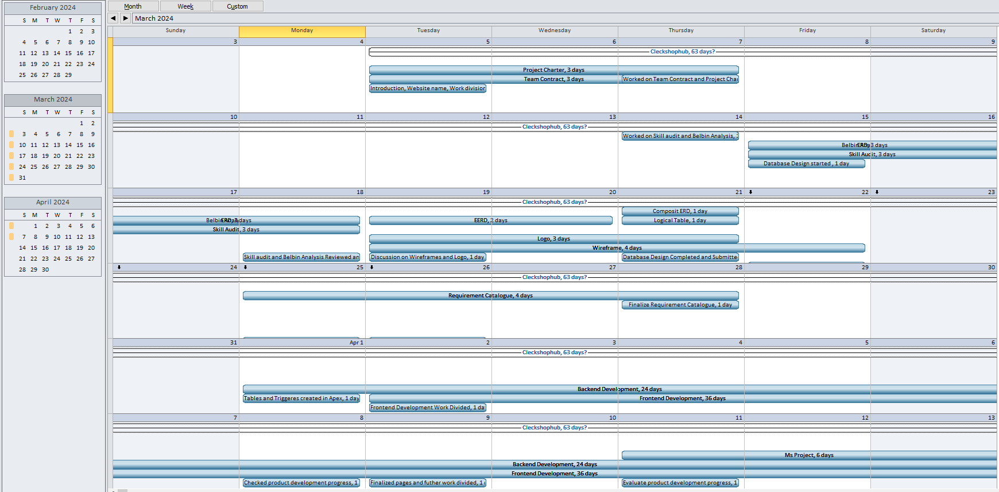 February 2024
S M T W T F S
1 2 3
4 5 6 7 8 9 10
11 12 13 14 15 16 17
18 19 20 21 22 23 24
25 26 27 28 29
March 2024
S M T W T F S
1 2
3 4 5 6 7 8 9
10 11 12 13 14 15 16
17 18 19 20 21 22 23
24 25 26 27 28 29 30
31
April 2024
S M T W T F S
1 2 3 4 5 6
7 8 9 10 11 12 13
14 15 16 17 18 19 20
21 22 23 24 25 26 27
28 29 30
Month Week Custom
March 2024
Sunday Monday Tuesday Wednesday Thursday Friday Saturday
3 4 5 6 7 8 9
Cleckshophub, 63 days?
Project Charter, 3 days
Team Contract, 3 days Worked on Team Contract and Project Cha
Introduction, Website name, Work division
10 11 12 13 14 15 16
Cleckshophub, 63 days?
Worked on Skill audit and Belbin Analysis,
Belbin ERD, 3 days
Skill Audit, 3 days
Database Design started , 1 day
17 18 19 20 21 22 23
Cleckshophub, 63 days?
Composit ERD, 1 day
Belbin ERD, days EERD, 2 days Logical Table, 1 day
Skill Audit, 3 days
Logo, 3 days
Wireframe, 4 days
Skill audit and Belbin Analysis Reviewed an Discussion on Wireframes and Logo, 1 day Database Design Completed and Submitte
24 25 26 27 28 29 30
Cleckshophub, 63 days?
Requirement Catalogue, 4 days
Finalize Requirement Catalogue, 1 day
31 Apr 1 2 3 4 5 6
Cleckshophub, 63 days?
Backend Development, 24 days
Tables and Triggeres created in Apex, 1 day Frontend Development, 36 days
Frontend Development Work Divided, 1 da
7 8 9 10 11 12 13
Cleckshophub, 63 days?
Ms Project, 6 days
Backend Development, 24 days
Frontend Development, 36 days
Checked product development progress, 1 Finalized pages and futher work divided, 1 Evaluate product development progress, 1